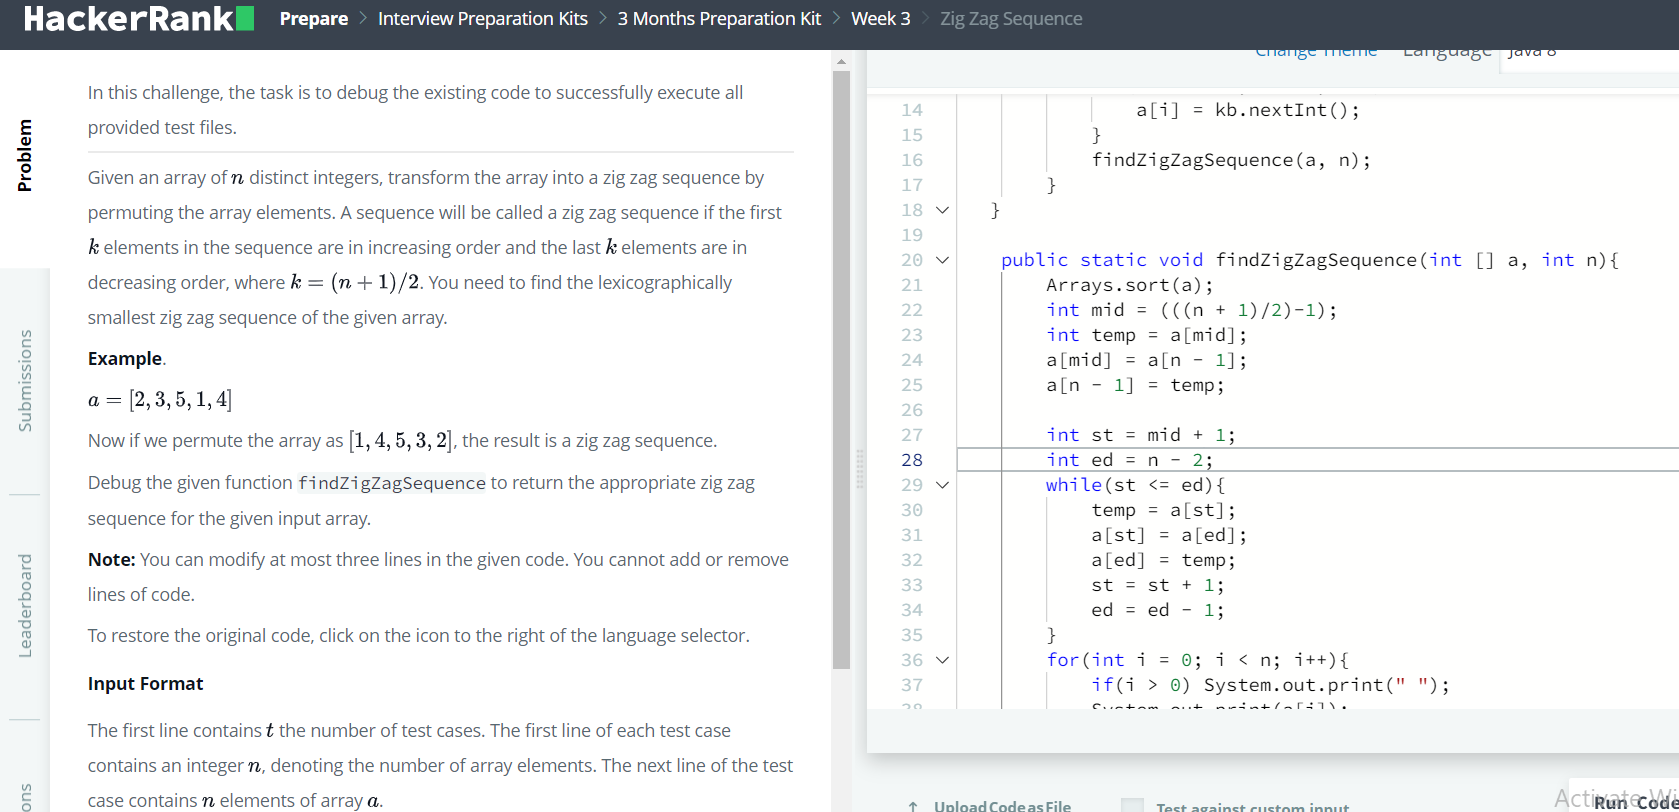 HackerRank Prepare > Interview Preparation Kits > 3 Months Preparation Kit > Week 3 > Zig Zag Sequence
Problem
Submissions
Leaderboard
In this challenge, the task is to debug the existing code to successfully execute all
provided test files.
Given an array of n distinct integers, transform the array into a zig zag sequence by
permuting the array elements. A sequence will be called a zig zag sequence if the first
k elements in the sequence are in increasing order and the last k elements are in
decreasing order, where k = (n + 1)/2. You need to find the lexicographically
smallest zig zag sequence of the given array.
Example.
a = [2, 3, 5, 1, 4]
Now if we permute the array as [1, 4, 5, 3, 2], the result is a zig zag sequence.
Debug the given function findZigZagSequence to return the appropriate zig zag
sequence for the given input array.
Note: You can modify at most three lines in the given code. You cannot add or remove
lines of code.
To restore the original code, click on the icon to the right of the language selector.
Input Format
The first line contains t the number of test cases. The first line of each test case
contains an integer n, denoting the number of array elements. The next line of the test
case contains n elements of array a.
Change Theme Language Java 8
14 a[i] = kb.nextInt();
15 }
16 findZigZagSequence(a, n);
17 }
18 }
19
20 public static void findZigZagSequence(int [] a, int n){
21 Arrays.sort(a);
22 int mid = (((n + 1)/2)-1);
23 int temp = a[mid];
24 a[mid] = a[n - 1];
25 a[n - 1] = temp;
26
27 int st = mid + 1;
28 int ed = n - 2;
29 while(st <= ed){
30 temp = a[st];
31 a[st] = a[ed];
32 a[ed] = temp;
33 st = st + 1;
34 ed = ed - 1;
35 }
36 for(int i = 0; i < n; i++){
37 if(i > 0) System.out.print(" ");
38 System.out.print(a[i]);
Upload Code as File
Test against custom input
Run Code